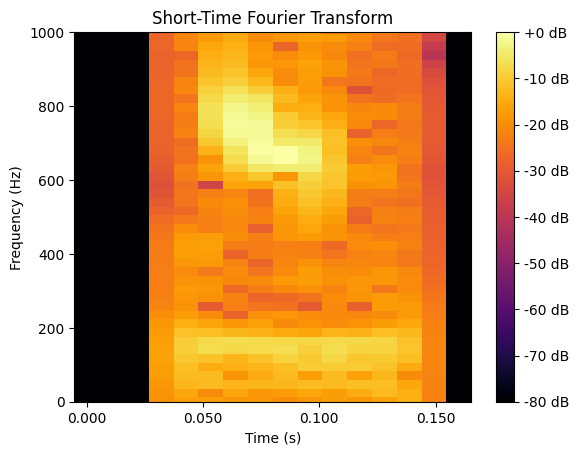 Short-Time Fourier Transform
1000
800
600
400
200
0
Frequency (Hz)
0.000
0.050
0.100
0.150
Time (s)
+0 dB
-10 dB
-20 dB
-30 dB
-40 dB
-50 dB
-60 dB
-70 dB
-80 dB